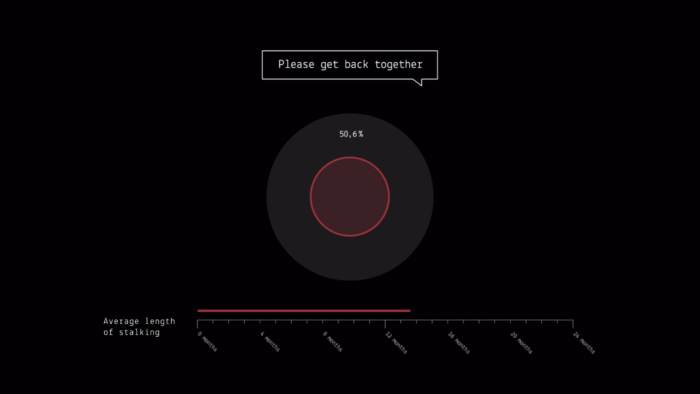 Please get back together
50,6%
Average length
of stalking
0 months
4 months
8 months
12 months
16 months
20 months
24 months